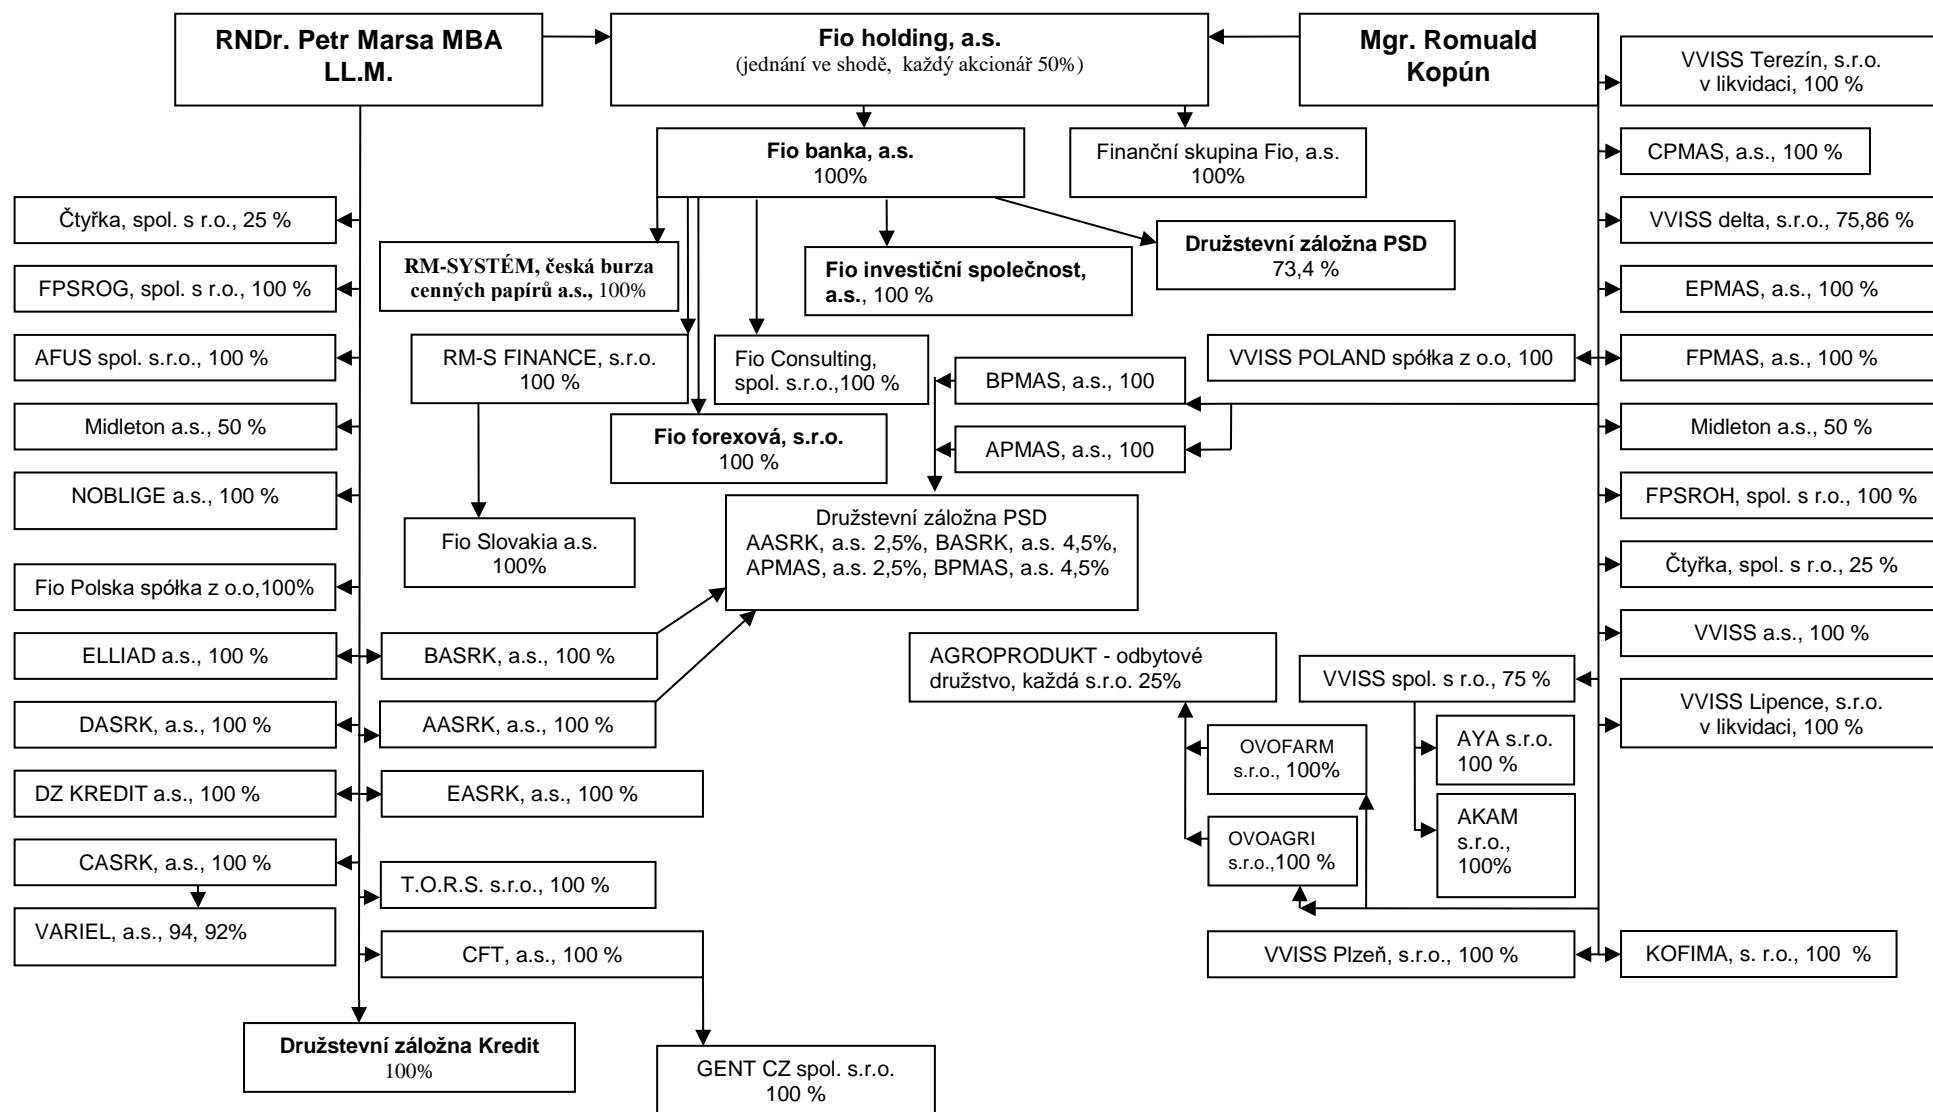 RNDr. Petr Marsa MBA
LL.M.
Fio holding, a.s.
(jednání ve shodě,  každý akcionář 50%)
Mgr. Romuald
Kopún
VVISS Terezín, s.r.o.
v likvidaci, 100 %
Fio banka, a.s.
100%
Finanční skupina Fio, a.s.
100%
CPMAS, a.s., 100 %
Čtyřka, spol. s r.o., 25 %
RM-SYSTÉM, česká burza
cenných papírů a.s., 100%
Fio investiční společnost,
a.s., 100 %
Družstevní záložna PSD
73,4 %
VVISS delta, s.r.o., 75,86 %
FPSROG, spol. s r.o., 100 %
EPMAS, a.s., 100 %
AFUS spol. s.r.o., 100 %
RM-S FINANCE, s.r.o.
100 %
Fio Consulting,
spol. s.r.o.,100 %
BPMAS, a.s., 100
VVISS POLAND spółka z o.o, 100
FPMAS, a.s., 100 %
Midleton a.s., 50 %
Fio forexová, s.r.o.
100 %
APMAS, a.s., 100
Midleton a.s., 50 %
NOBLIGE a.s., 100 %
Fio Slovakia a.s.
100%
Družstevní záložna PSD
AASRK, a.s. 2,5%, BASRK, a.s. 4,5%,
APMAS, a.s. 2,5%, BPMAS, a.s. 4,5%
FPSROH, spol. s r.o., 100 %
Fio Polska spółka z o.o,100%
Čtyřka, spol. s r.o., 25 %
ELLIAD a.s., 100 %
BASRK, a.s., 100 %
AGROPRODUKT - odbytové
družstvo, každá s.r.o. 25%
VVISS spol. s r.o., 75 %
VVISS a.s., 100 %
DASRK, a.s., 100 %
AASRK, a.s., 100 %
OVOFARM
s.r.o., 100%
AYA s.r.o.
100 %
VVISS Lipence, s.r.o.
v likvidaci, 100 %
DZ KREDIT a.s., 100 %
EASRK, a.s., 100 %
OVOAGRI
s.r.o.,100 %
AKAM
s.r.o.,
100%
CASRK, a.s., 100 %
T.O.R.S. s.r.o., 100 %
VARIEL, a.s., 94, 92%
CFT, a.s., 100 %
VVISS Plzeň, s.r.o., 100 %
KOFIMA, s. r.o., 100  %
Družstevní záložna Kredit
100%
GENT CZ spol. s.r.o.
100 %